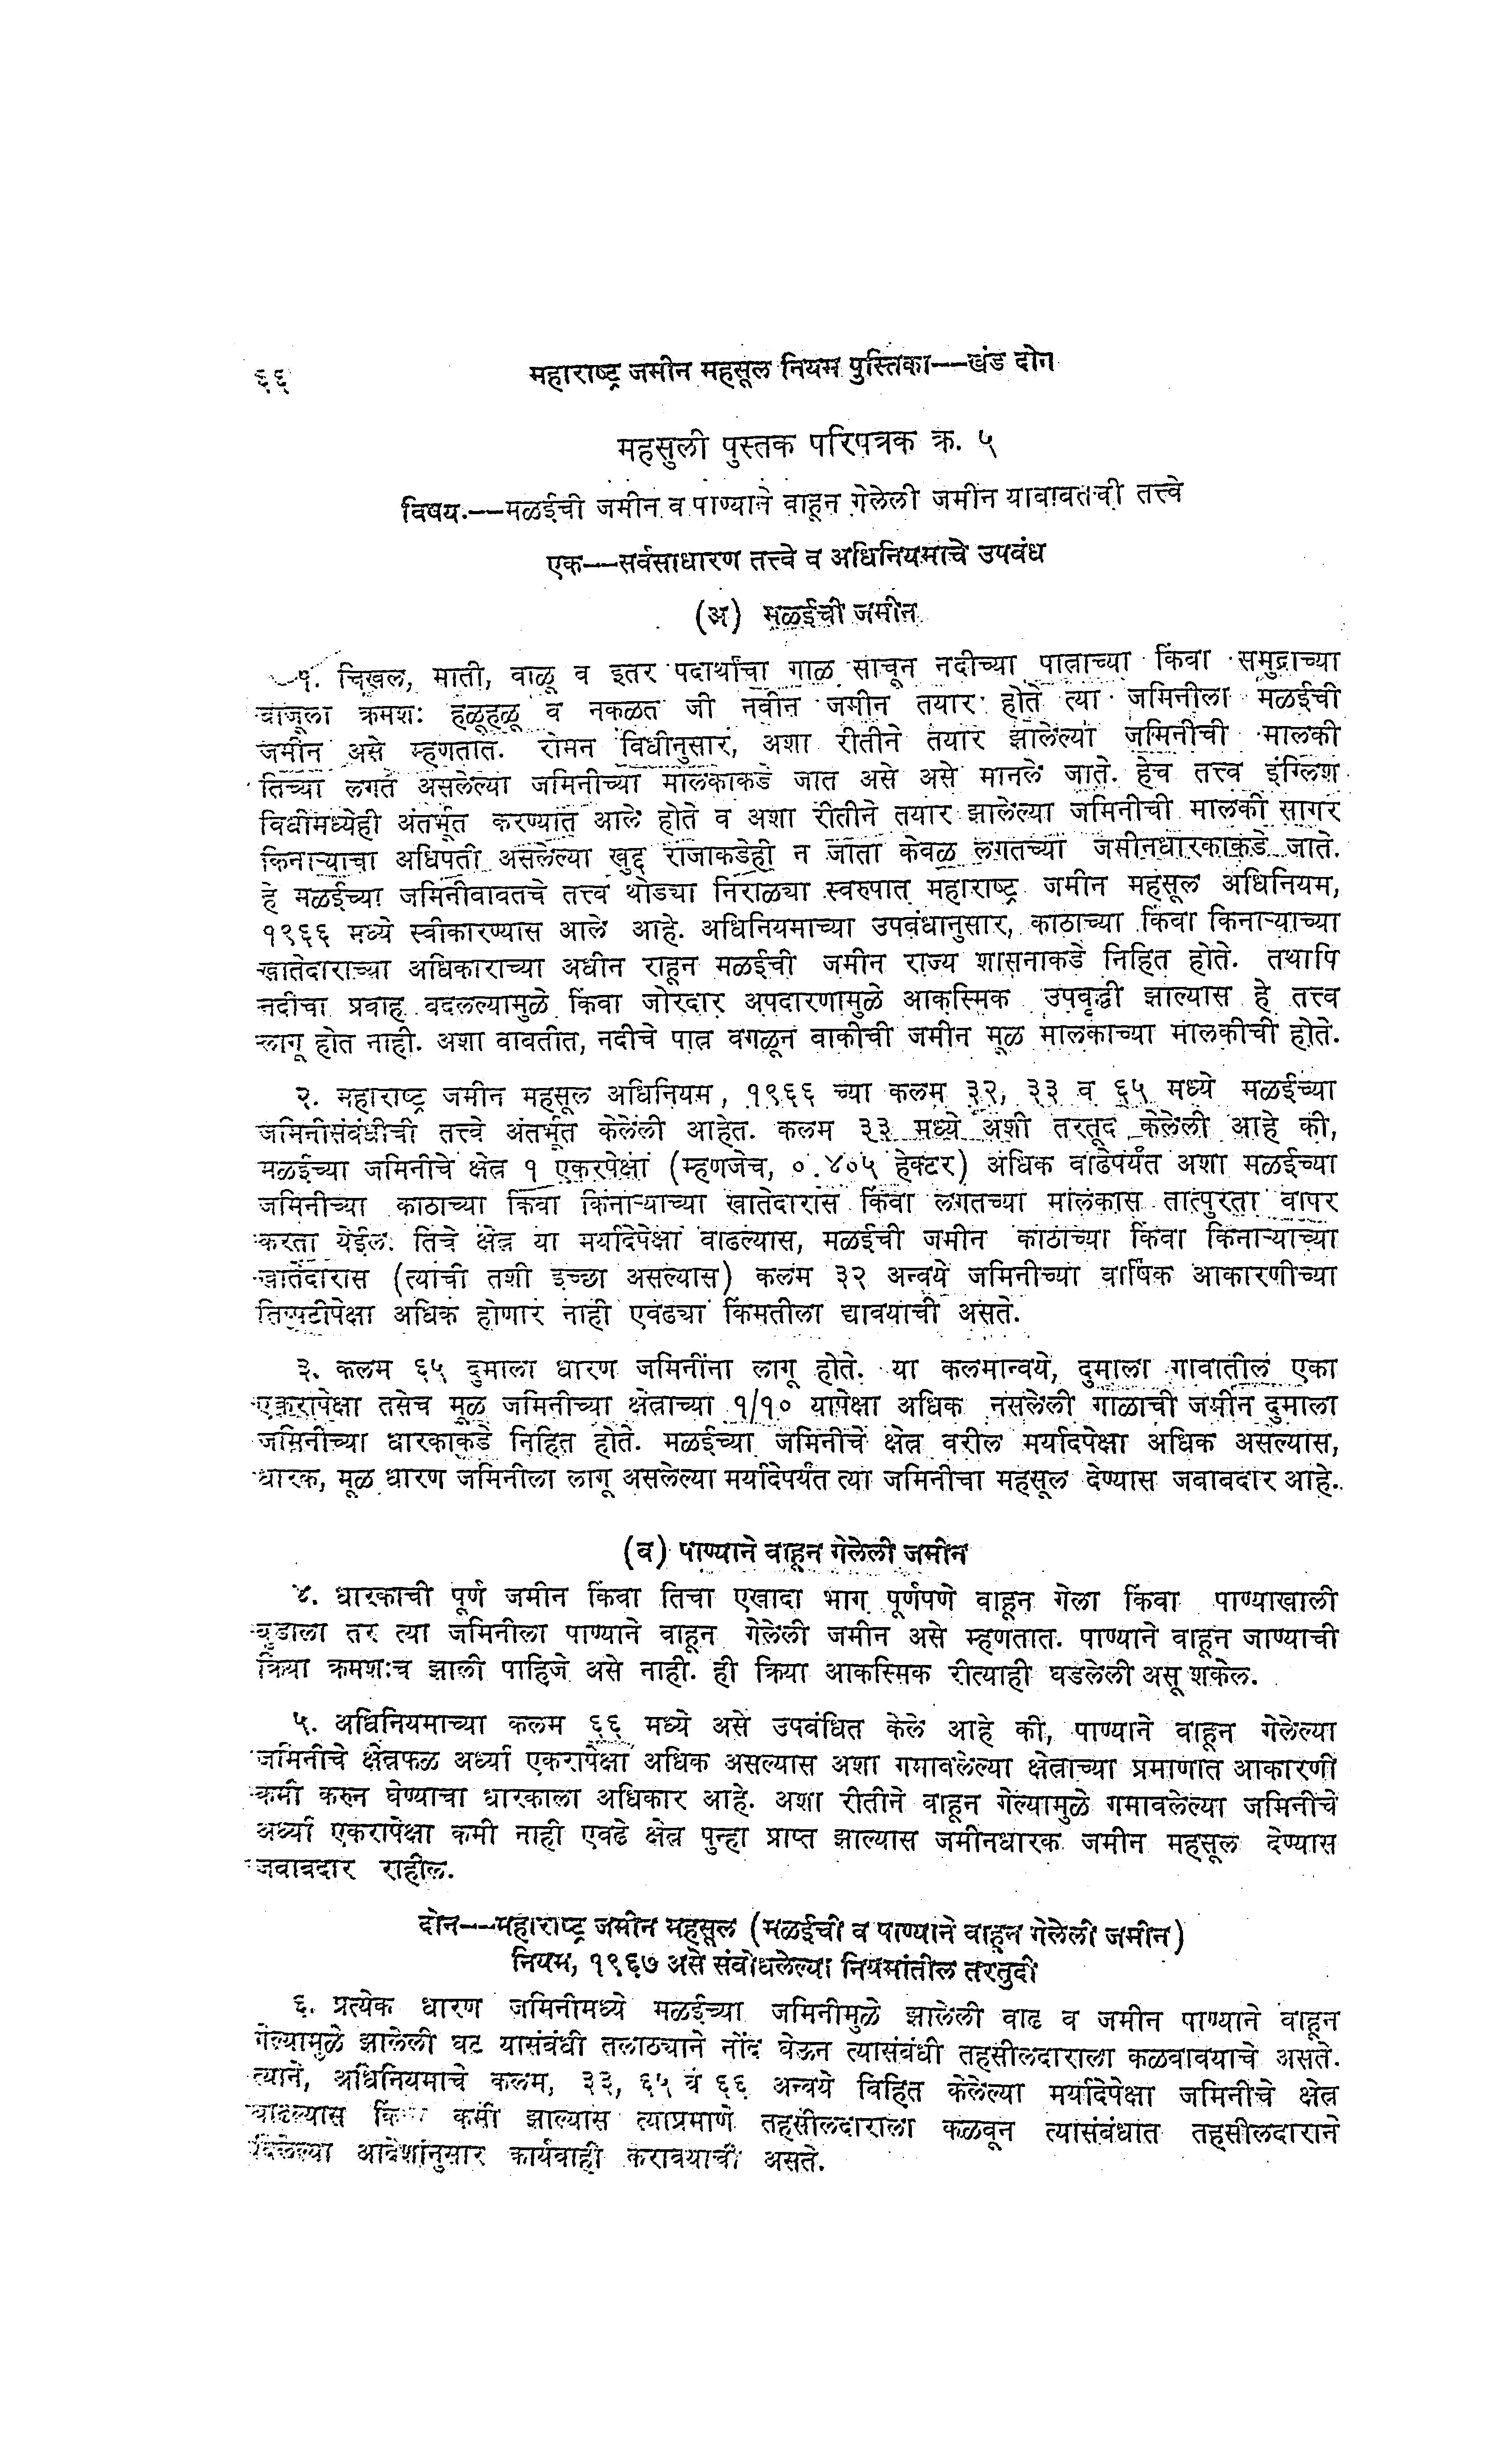 ६६
महाराष्ट्र जमीन महसूल नियम पुस्तिका--खंड दोन
महसुली पुस्तक परिपत्रक क्र. ५
विषय.--मळईची जमीन व पाण्याने वाहून गेलेली जमीन याबाबतची तत्त्वे
एक--सर्वसाधारण तत्त्वे व अधिनियमाचे उपबंध
(अ) मळईची जमीन
१. चिखल, माती, वाळू व इतर पदार्थांचा गाळ साचून नदीच्या पात्राच्या किंवा समुद्राच्या
बाजूला क्रमशः हळूहळू व नकळत जी नवीन जमीन तयार होते त्या जमिनीला मळईची
जमीन असे म्हणतात. रोमन विधीनुसार, अशा रीतीने तयार झालेल्या जमिनीची मालकी
तिच्या लगत असलेल्या जमिनीच्या मालकाकडे जात असे असे मानले जाते. हेच तत्त्व इंग्लिश
विधीमध्येही अंतर्भूत करण्यात आले होते व अशा रीतीने तयार झालेल्या जमिनीची मालकी सागर
किनाऱ्याचा अधिपती असलेल्या खुद्द राजाकडेही न जाता केवळ लगतच्या जमीनधारकाकडे जाते.
हे मळईच्या जमिनीबाबतचे तत्त्व थोड्या निराळ्या स्वरुपात महाराष्ट्र जमीन महसूल अधिनियम,
१९६६ मध्ये स्वीकारण्यास आले आहे. अधिनियमाच्या उपबंधानुसार, काठाच्या किंवा किनाऱ्याच्या
खातेदाराच्या अधिकाराच्या अधीन राहून मळईची जमीन राज्य शासनाकडे निहित होते. तथापि
नदीचा प्रवाह बदलल्यामुळे किंवा जोरदार अपदारणामुळे आकस्मिक उपवृद्धी झाल्यास हे तत्त्व
लागू होत नाही. अशा बाबतीत, नदीचे पात्र वगळून बाकीची जमीन मूळ मालकाच्या मालकीची होते.
२. महाराष्ट्र जमीन महसूल अधिनियम, १९६६ च्या कलम ३२, ३३ व ६५ मध्ये मळईच्या
जमिनीसंबंधीची तत्त्वे अंतर्भूत केलेली आहेत. कलम ३३ मध्ये अशी तरतूद केलेली आहे की,
मळईच्या जमिनीचे क्षेत्र १ एकरपेक्षा (म्हणजेच, ०.४०५ हेक्टर) अधिक वाढेपर्यंत अशा मळईच्या
जमिनीच्या काठाच्या किंवा किनाऱ्याच्या खातेदारास किंवा लगतच्या मालकास तात्पुरता वापर
करता येईल. तिचे क्षेत्र या मर्यादेपेक्षा वाढल्यास, मळईची जमीन काठाच्या किंवा किनाऱ्याच्या
खातेदारास (त्याची तशी इच्छा असल्यास) कलम ३२ अन्वये जमिनीच्या वार्षिक आकारणीच्या
तिप्पटीपेक्षा अधिक होणार नाही एवढ्या किंमतीला द्यावयाची असते.
३. कलम ६५ दुमाला धारण जमिनींना लागू होते. या कलमान्वये, दुमाला गावातील एका
एकरापेक्षा तसेच मूळ जमिनीच्या क्षेत्राच्या १/१० यापेक्षा अधिक नसलेली गाळाची जमीन दुमाला
जमिनीच्या धारकाकडे निहित होते. मळईच्या जमिनीचे क्षेत्र वरील मर्यादेपेक्षा अधिक असल्यास,
धारक, मूळ धारण जमिनीला लागू असलेल्या मर्यादेपर्यंत त्या जमिनीचा महसूल देण्यास जबाबदार आहे.
(ब) पाण्याने वाहून गेलेली जमीन
४. धारकाची पूर्ण जमीन किंवा तिचा एखादा भाग पूर्णपणे वाहून गेला किंवा पाण्याखाली
बुडाला तर त्या जमिनीला पाण्याने वाहून गेलेली जमीन असे म्हणतात. पाण्याने वाहून जाण्याची
क्रिया क्रमशःच झाली पाहिजे असे नाही. ही क्रिया आकस्मिक रीत्याही घडलेली असू शकेल.
५. अधिनियमाच्या कलम ६६ मध्ये असे उपबंधित केले आहे की, पाण्याने वाहून गेलेल्या
जमिनीचे क्षेत्रफळ अर्ध्या एकरापेक्षा अधिक असल्यास अशा गमावलेल्या क्षेत्राच्या प्रमाणात आकारणी
कमी करुन घेण्याचा धारकाला अधिकार आहे. अशा रीतीने वाहून गेल्यामुळे गमावलेल्या जमिनीचे
अर्ध्या एकरापेक्षा कमी नाही एवढे क्षेत्र पुन्हा प्राप्त झाल्यास जमीनधारक जमीन महसूल देण्यास
जबाबदार राहील.
दोन--महाराष्ट्र जमीन महसूल (मळईची व पाण्याने वाहून गेलेली जमीन)
नियम, १९६७ असे संबोधलेल्या नियमांतील तरतुदी
६. प्रत्येक धारण जमिनीमध्ये मळईच्या जमिनीमुळे झालेली वाढ व जमीन पाण्याने वाहून
गेल्यामुळे झालेली घट यासंबंधी तलाठ्याने नोंद घेऊन त्यासंबंधी तहसीलदाराला कळवावयाचे असते.
त्याने, अधिनियमाचे कलम, ३३, ६५ व ६६ अन्वये विहित केलेल्या मर्यादेपेक्षा जमिनीचे क्षेत्र
वाढल्यास किंवा कमी झाल्यास त्याप्रमाणे तहसीलदाराला कळवून त्यासंबंधात तहसीलदाराने
दिलेल्या आदेशांनुसार कार्यवाही करावयाची असते.